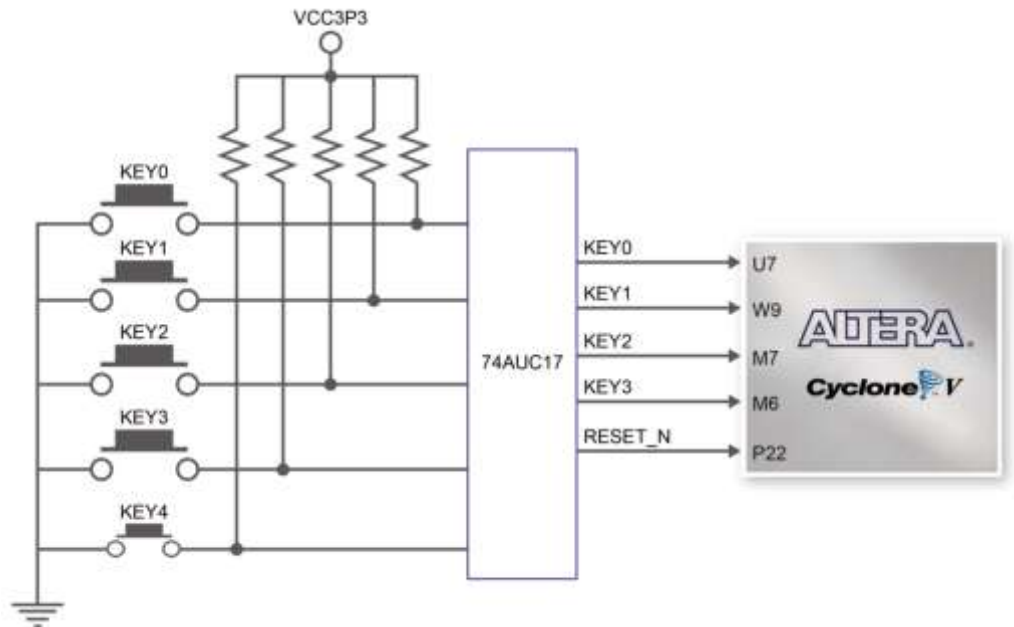 VCC3P3
KEY0
KEY1
KEY2
KEY3
KEY4
74AUC17
KEY0
KEY1
KEY2
KEY3
RESET_N
U7
W9
M7
M6
P22
ALTERA.
Cyclone V